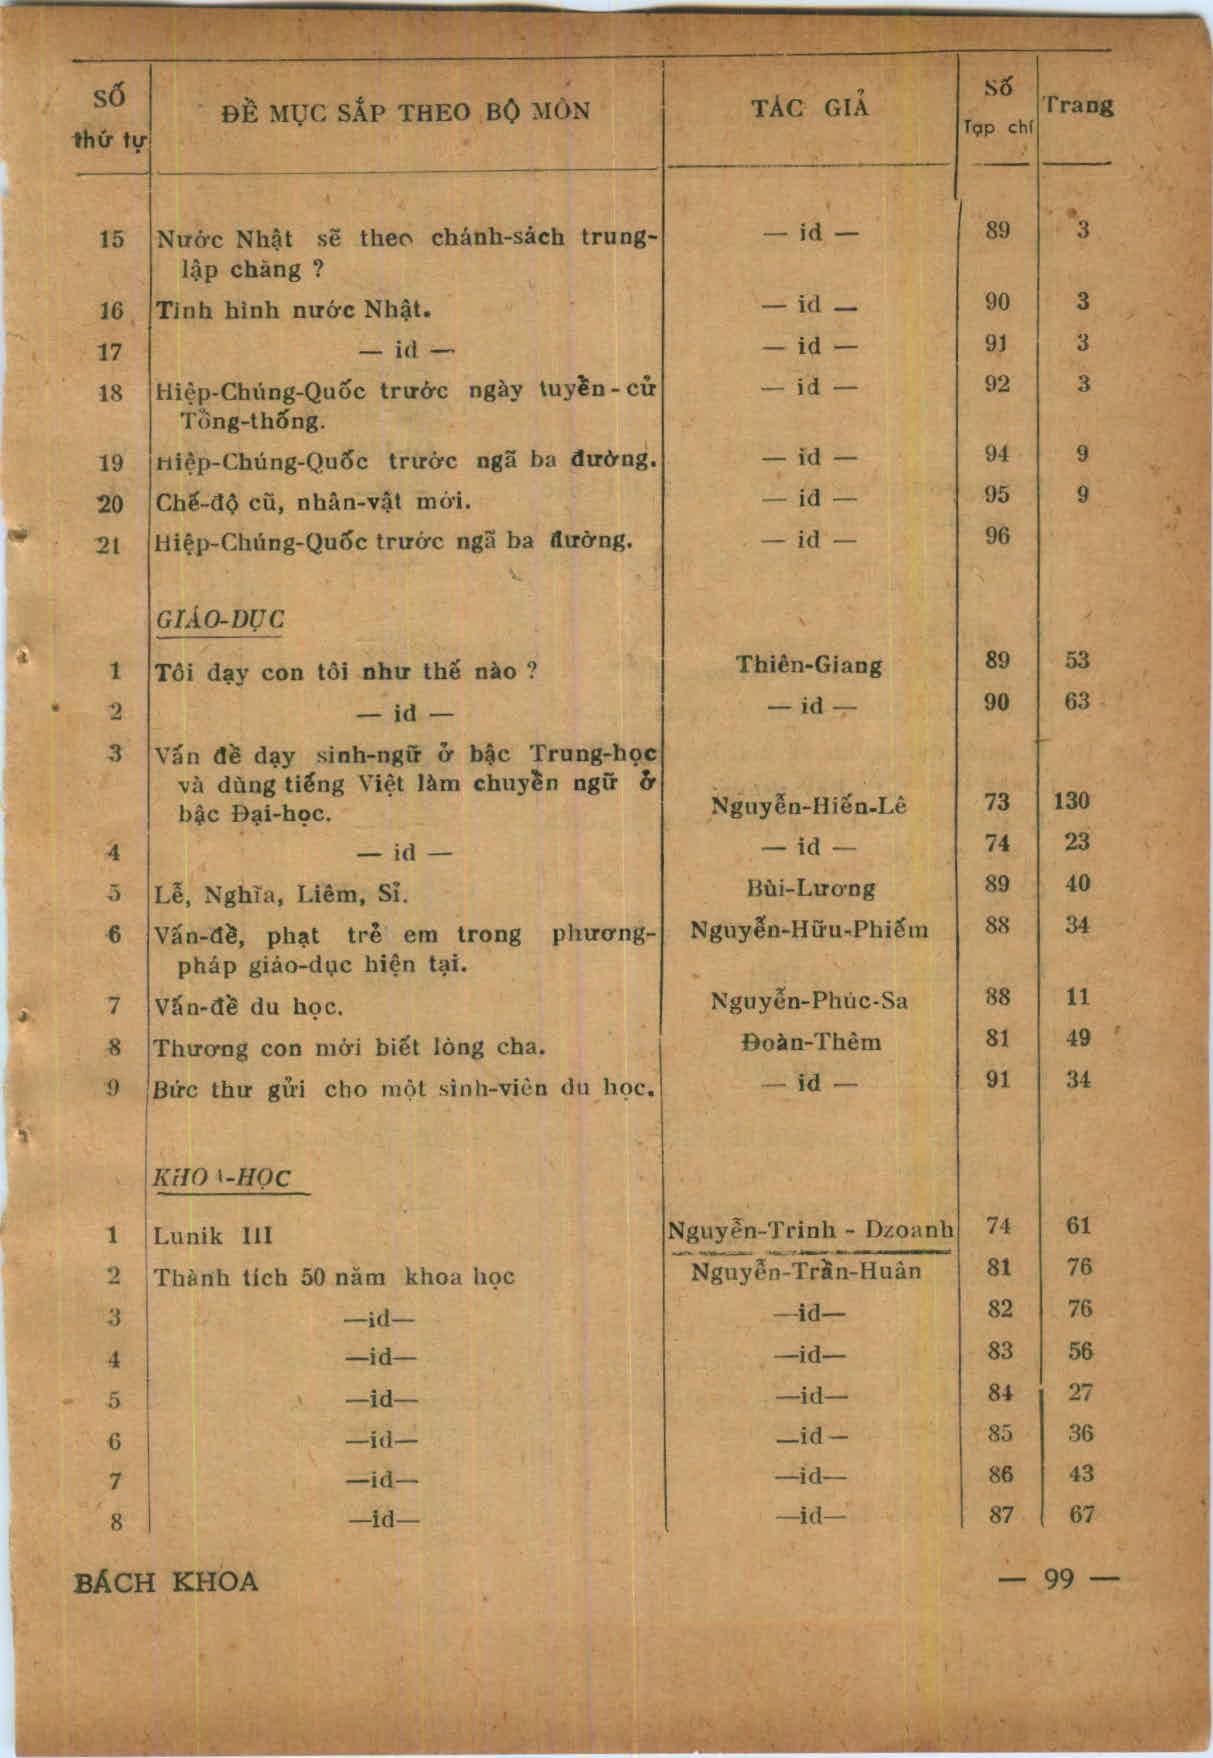 Số thứ tự ĐỀ MỤC SẮP THEO BỘ MÔN TÁC GIẢ Số Tạp chí Trang
15 Nước Nhật sẽ theo chánh-sách trung- — id — 89 3
lập chăng ?
16 Tình hình nước Nhật. — id — 90 3
17 — id — — id — 91 3
18 Hiệp-Chúng-Quốc trước ngày tuyển-cử — id — 92 3
Tổng-thống.
19 Hiệp-Chúng-Quốc trước ngã ba đường. — id — 94 9
20 Chế-độ cũ, nhân-vật mới. — id — 95 9
21 Hiệp-Chúng-Quốc trước ngã ba đường. — id — 96
GIÁO-DỤC
1 Tôi dạy con tôi như thế nào ? Thiên-Giang 89 53
2 — id — — id — 90 63
3 Vấn đề dạy sinh-ngữ ở bậc Trung-học
và dùng tiếng Việt làm chuyển ngữ ở
bậc Đại-học. Nguyễn-Hiến-Lê 73 130
4 — id — — id — 74 23
5 Lễ, Nghĩa, Liêm, Sỉ. Bùi-Lương 89 40
6 Vấn-đề, phạt trẻ em trong phương- Nguyễn-Hữu-Phiếm 88 34
pháp giáo-dục hiện tại.
7 Vấn-đề du học. Nguyễn-Phúc-Sa 88 11
8 Thương con mới biết lòng cha. Đoàn-Thêm 81 49
9 Bức thư gửi cho một sinh-viên du học. — id — 91 34
KHOA-HỌC
1 Lunik III Nguyễn-Trinh - Dzoanh 74 61
2 Thành tích 50 năm khoa học Nguyễn-Trần-Huân 81 76
3 —id— —id— 82 76
4 —id— —id— 83 56
5 —id— —id— 84 27
6 —id— —id— 85 36
7 —id— —id— 86 43
8 —id— —id— 87 67
BÁCH KHOA — 99 —